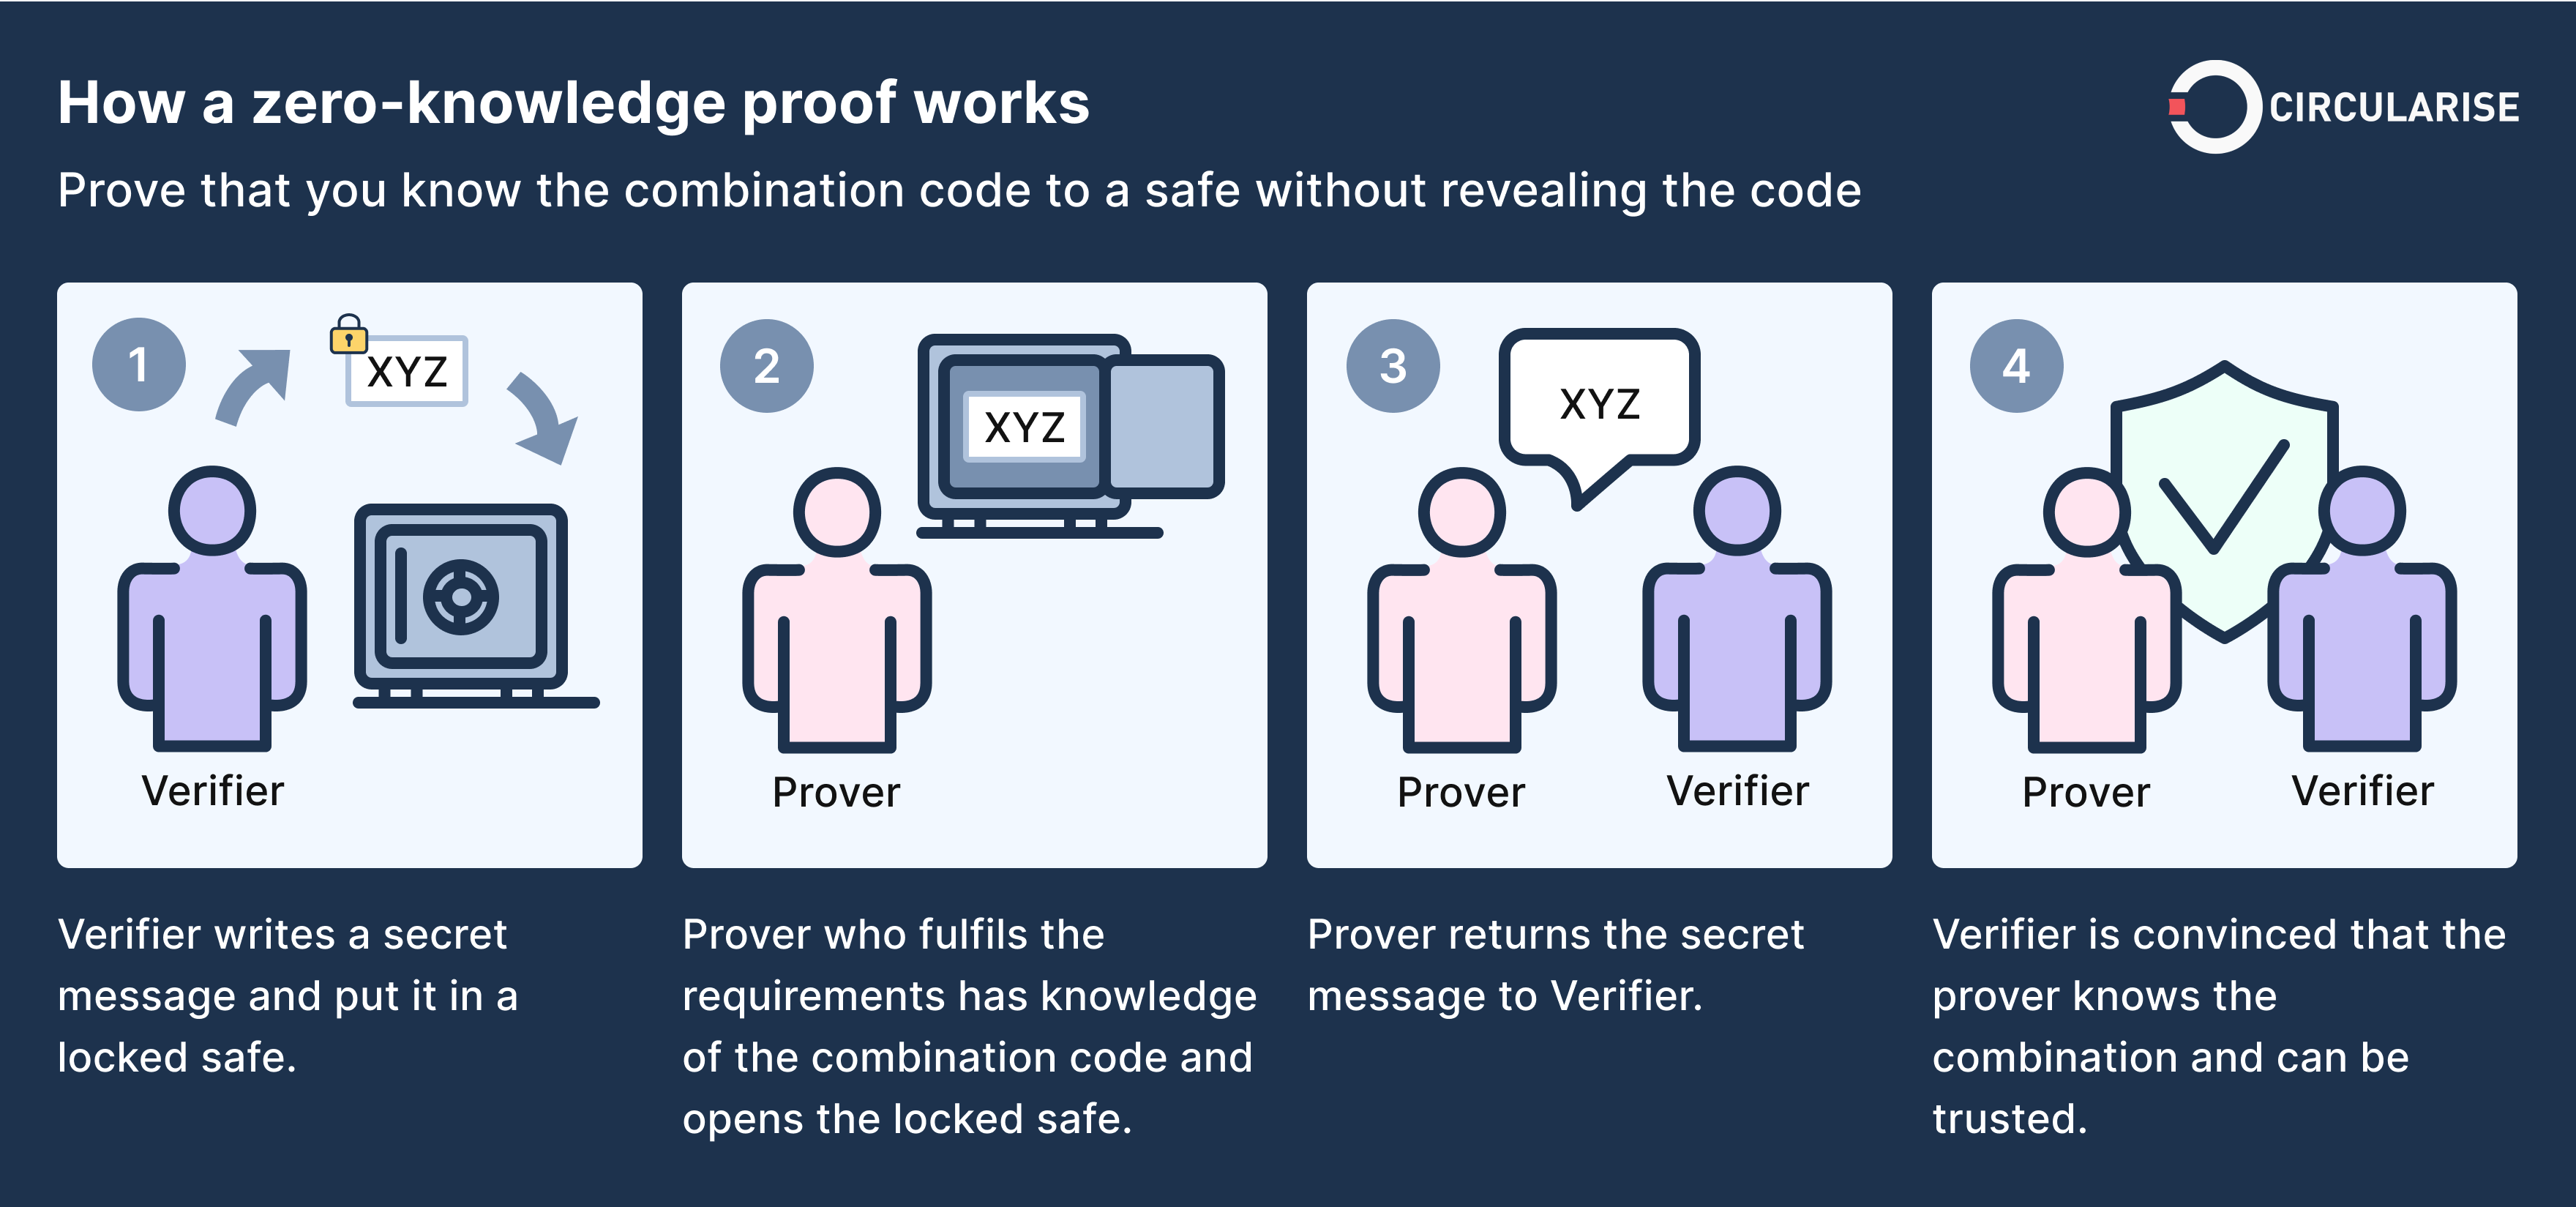 How a zero-knowledge proof works
CIRCULARISE
Prove that you know the combination code to a safe without revealing the code
1
XYZ
Verifier
Verifier writes a secret
message and put it in a
locked safe.
2
XYZ
Prover
Prover who fulfils the
requirements has knowledge
of the combination code and
opens the locked safe.
3
XYZ
Prover
Verifier
Prover returns the secret
message to Verifier.
4
Prover
Verifier
Verifier is convinced that the
prover knows the
combination and can be
trusted.